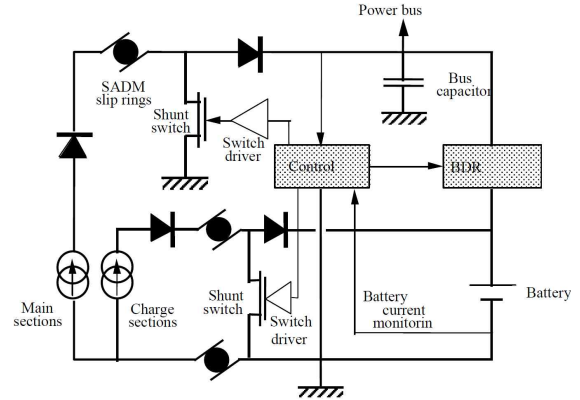 Power bus
SADM
slip rings
Shunt
switch
Switch
driver
Bus
capacitor
Control
BDR
Main
sections
Charge
sections
Shunt
switch
Switch
driver
Battery
current
monitorin
Battery